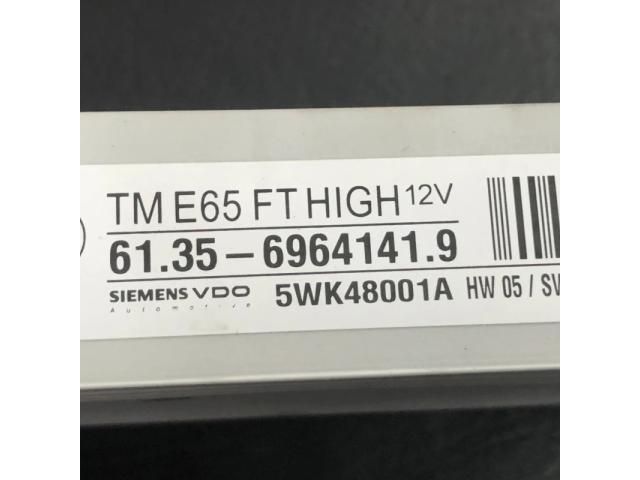 TM E65 FT HIGH 12V
61.35 – 6964141.9
SIEMENS VDO 5WK48001A HW 05 / SV
Automotive